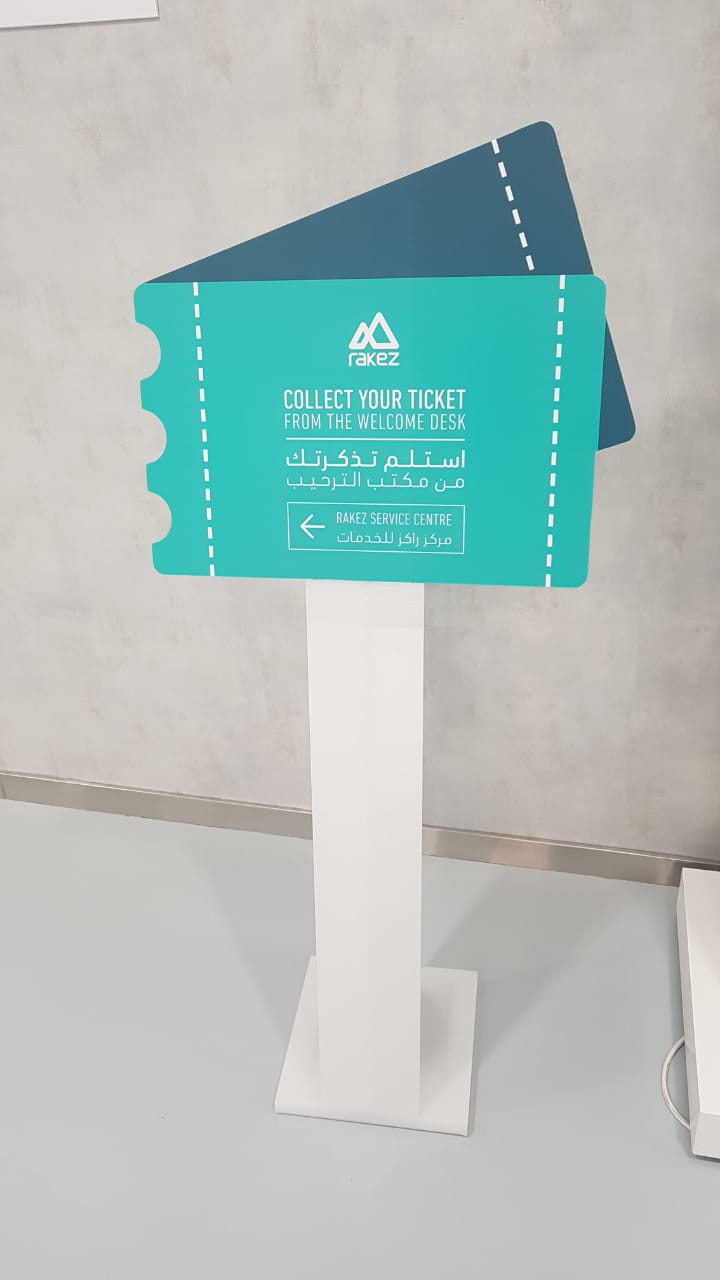 rakez
COLLECT YOUR TICKET
FROM THE WELCOME DESK
استلم تذكرتك
من مكتب الترحيب
RAKEZ SERVICE CENTRE
مركز راكز للخدمات